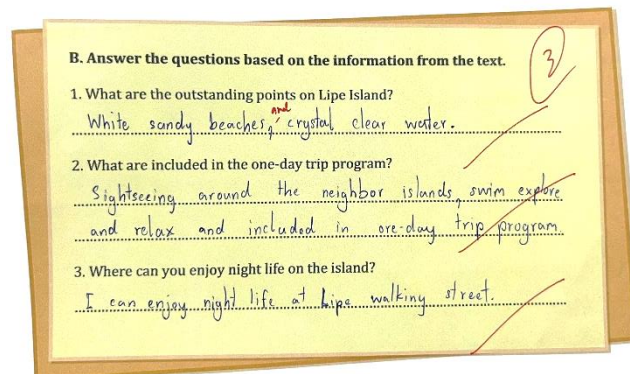 3
B. Answer the questions based on the information from the text.
1. What are the outstanding points on Lipe Island?
and
White sandy beaches, crystal clear water.
2. What are included in the one-day trip program?
Sightseeing around the neighbor islands, swim explore
and relax and included in one-day trip program.
3. Where can you enjoy night life on the island?
I can enjoy night life at Lipe walking street.